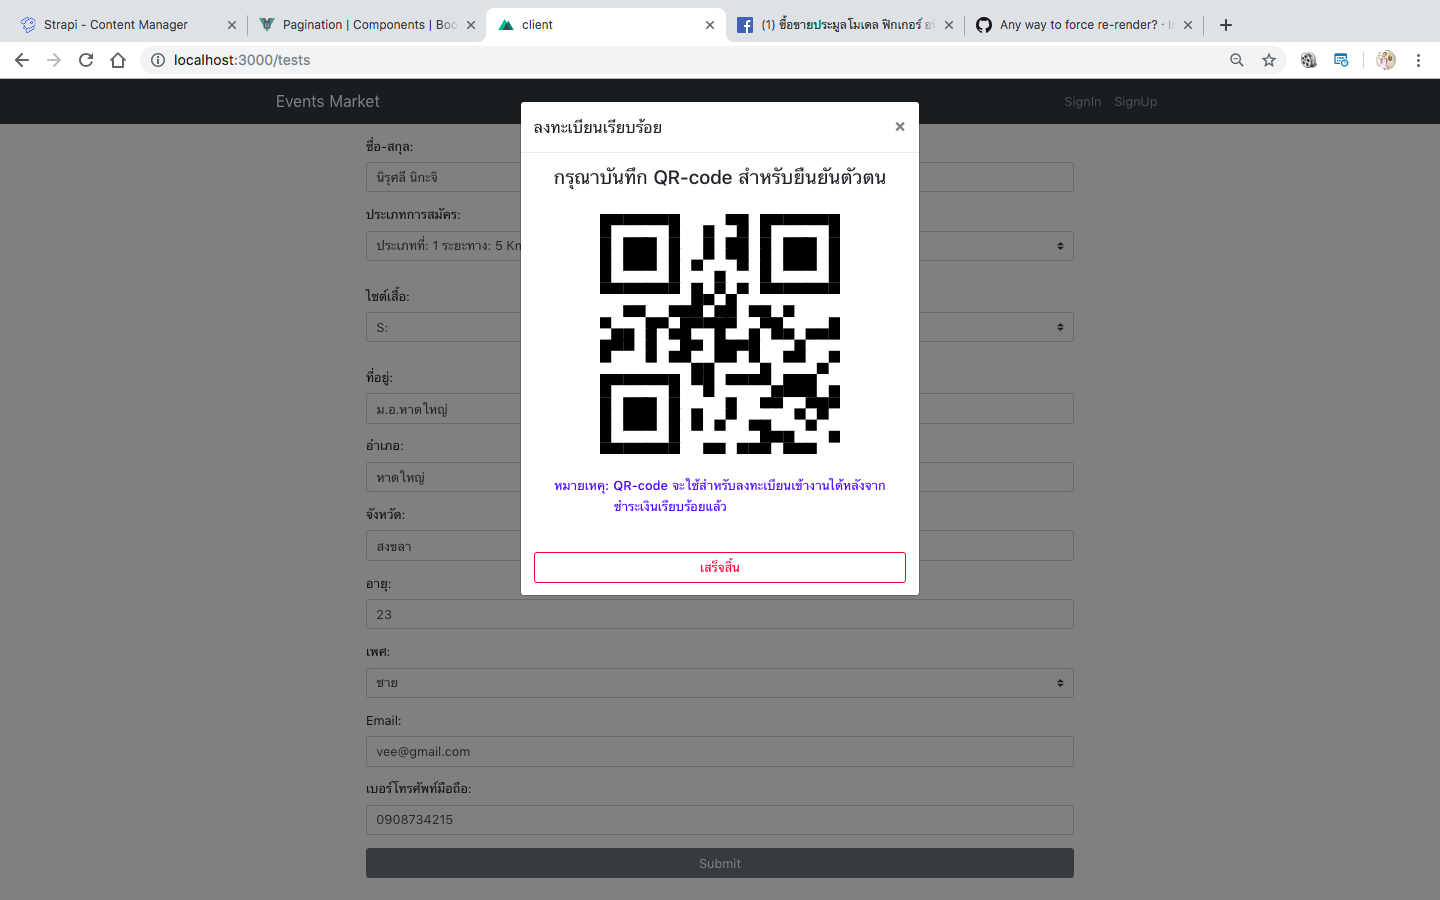 Strapi - Content Manager
Pagination | Components | Boo
client
(1) ซื้อขายประมูลโมเดล ฟิกเกอร์
Any way to force re-render? ·
localhost:3000/tests
Events Market
SignIn SignUp
ลงทะเบียนเรียบร้อย
×
กรุณาบันทึก QR-code สำหรับยืนยันตัวตน
หมายเหตุ: QR-code จะใช้สำหรับลงทะเบียนเข้างานได้หลังจาก
ชำระเงินเรียบร้อยแล้ว
เสร็จสิ้น
ชื่อ-สกุล:
นิรุศลี นิกะจิ
ประเภทการสมัคร:
ประเภทที่: 1 ระยะทาง: 5 Km
ไซต์เสื้อ:
S:
ที่อยู่:
ม.อ.หาดใหญ่
อำเภอ:
หาดใหญ่
จังหวัด:
สงขลา
อายุ:
23
เพศ:
ชาย
Email:
vee@gmail.com
เบอร์โทรศัพท์มือถือ:
0908734215
Submit